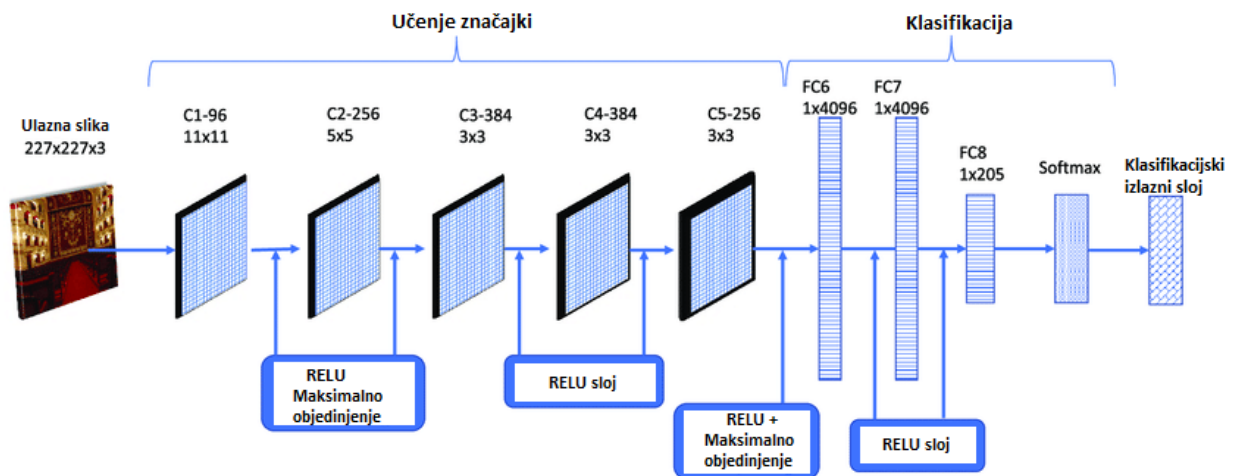 Učenje značajki
Klasifikacija
Ulazna slika
227x227x3
C1-96
11x11
C2-256
5x5
C3-384
3x3
C4-384
3x3
C5-256
3x3
FC6
1x4096
FC7
1x4096
FC8
1x205
Softmax
Klasifikacijski
izlazni sloj
RELU
Maksimalno
objedinjenje
RELU sloj
RELU +
Maksimalno
objedinjenje
RELU sloj